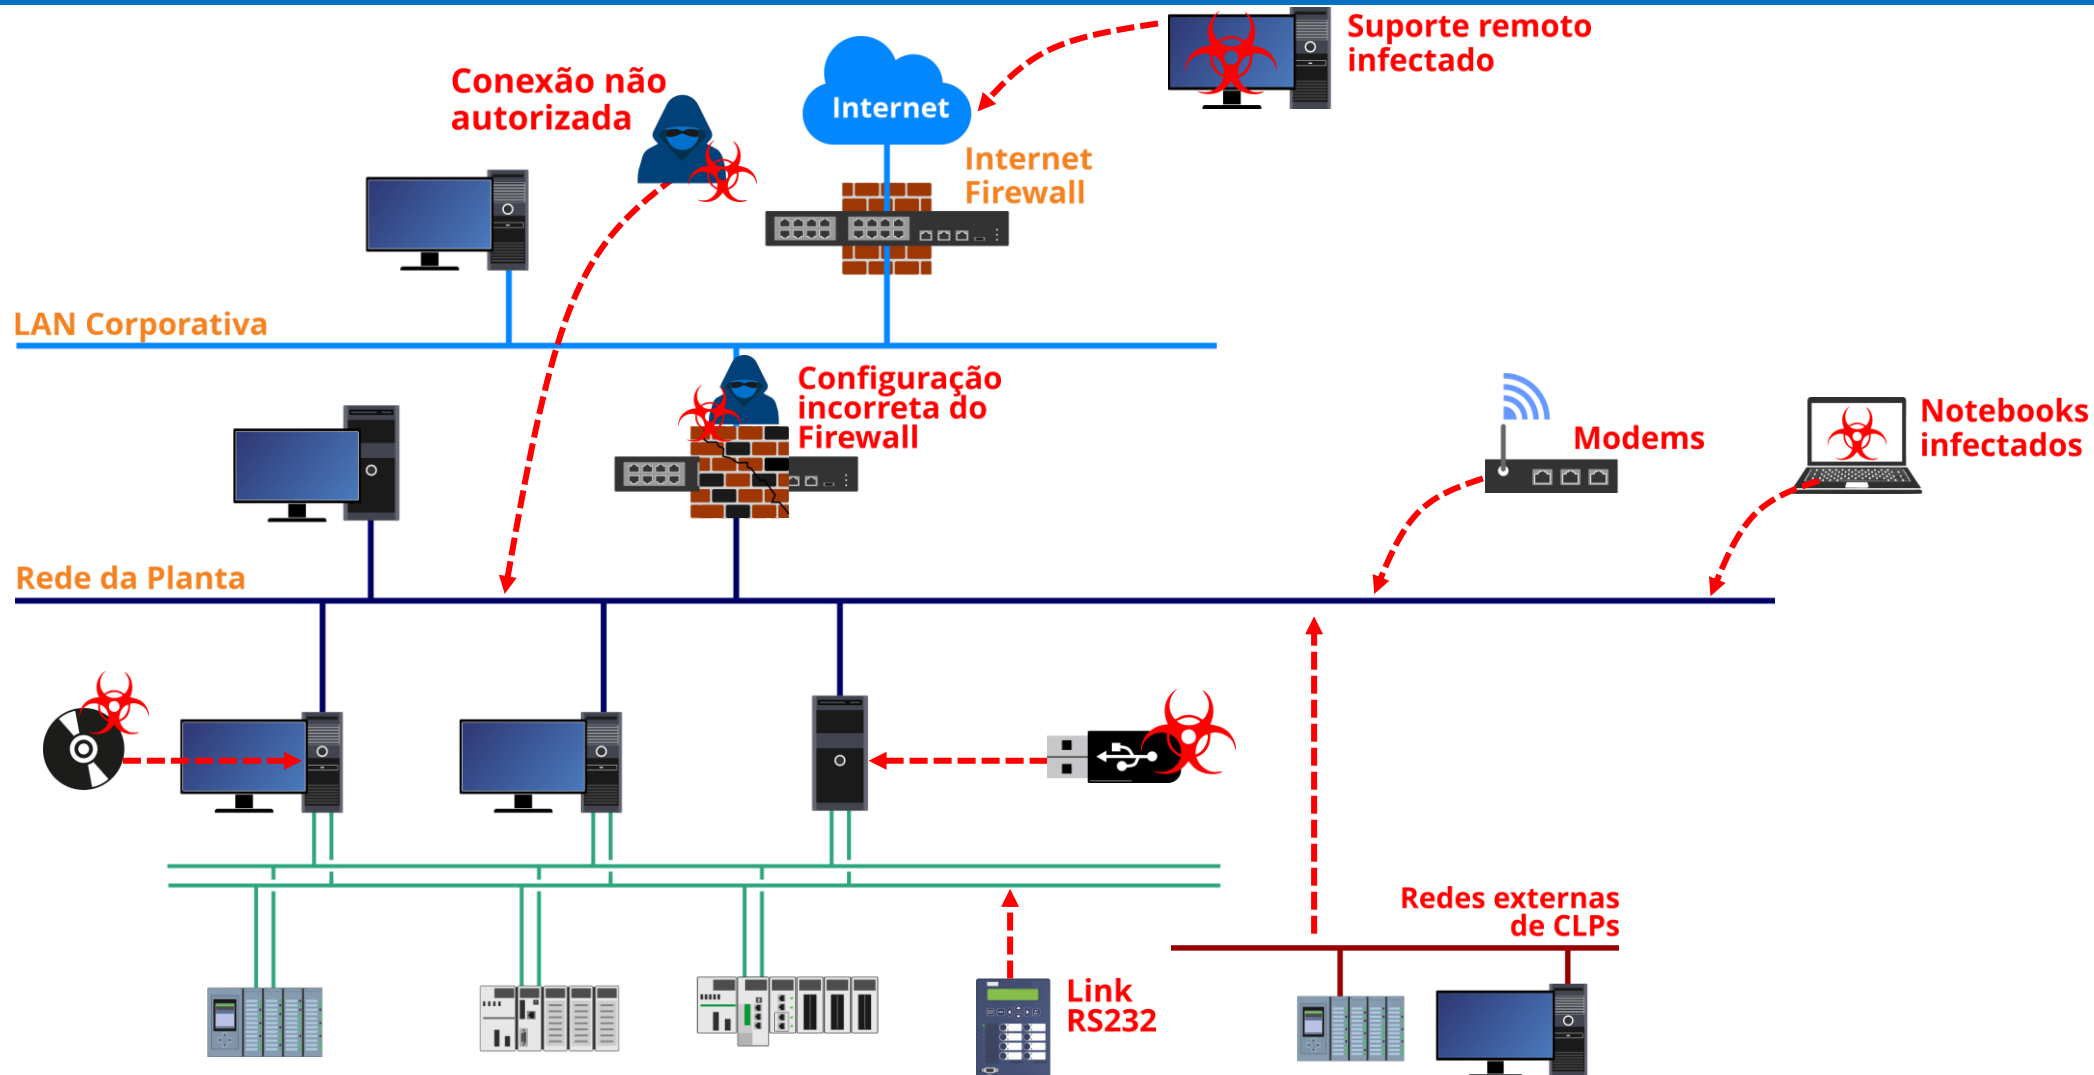 Suporte remoto
infectado
Conexão não
autorizada
Internet
Internet
Firewall
LAN Corporativa
Configuração
incorreta do
Firewall
Modems
Notebooks
infectados
Rede da Planta
Redes externas
de CLPs
Link
RS232